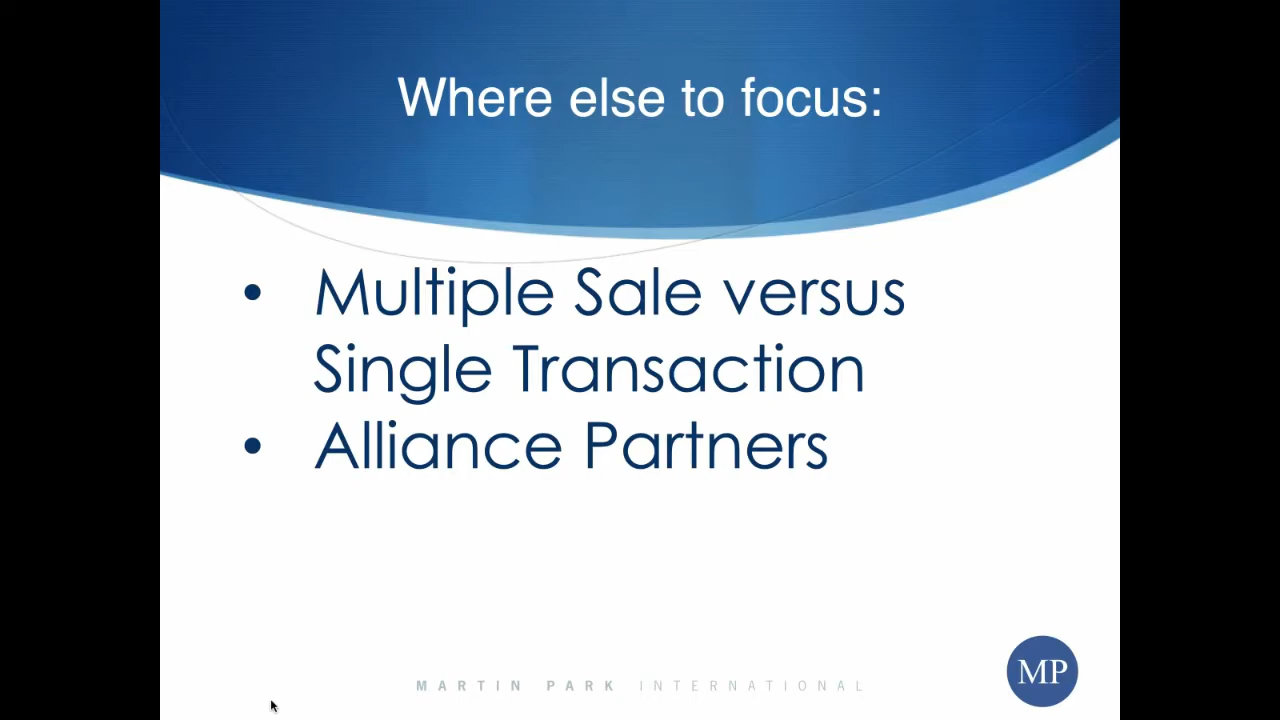 Where else to focus:
• Multiple Sale versus
Single Transaction
• Alliance Partners
MARTIN PARK INTERNATIONAL
MP